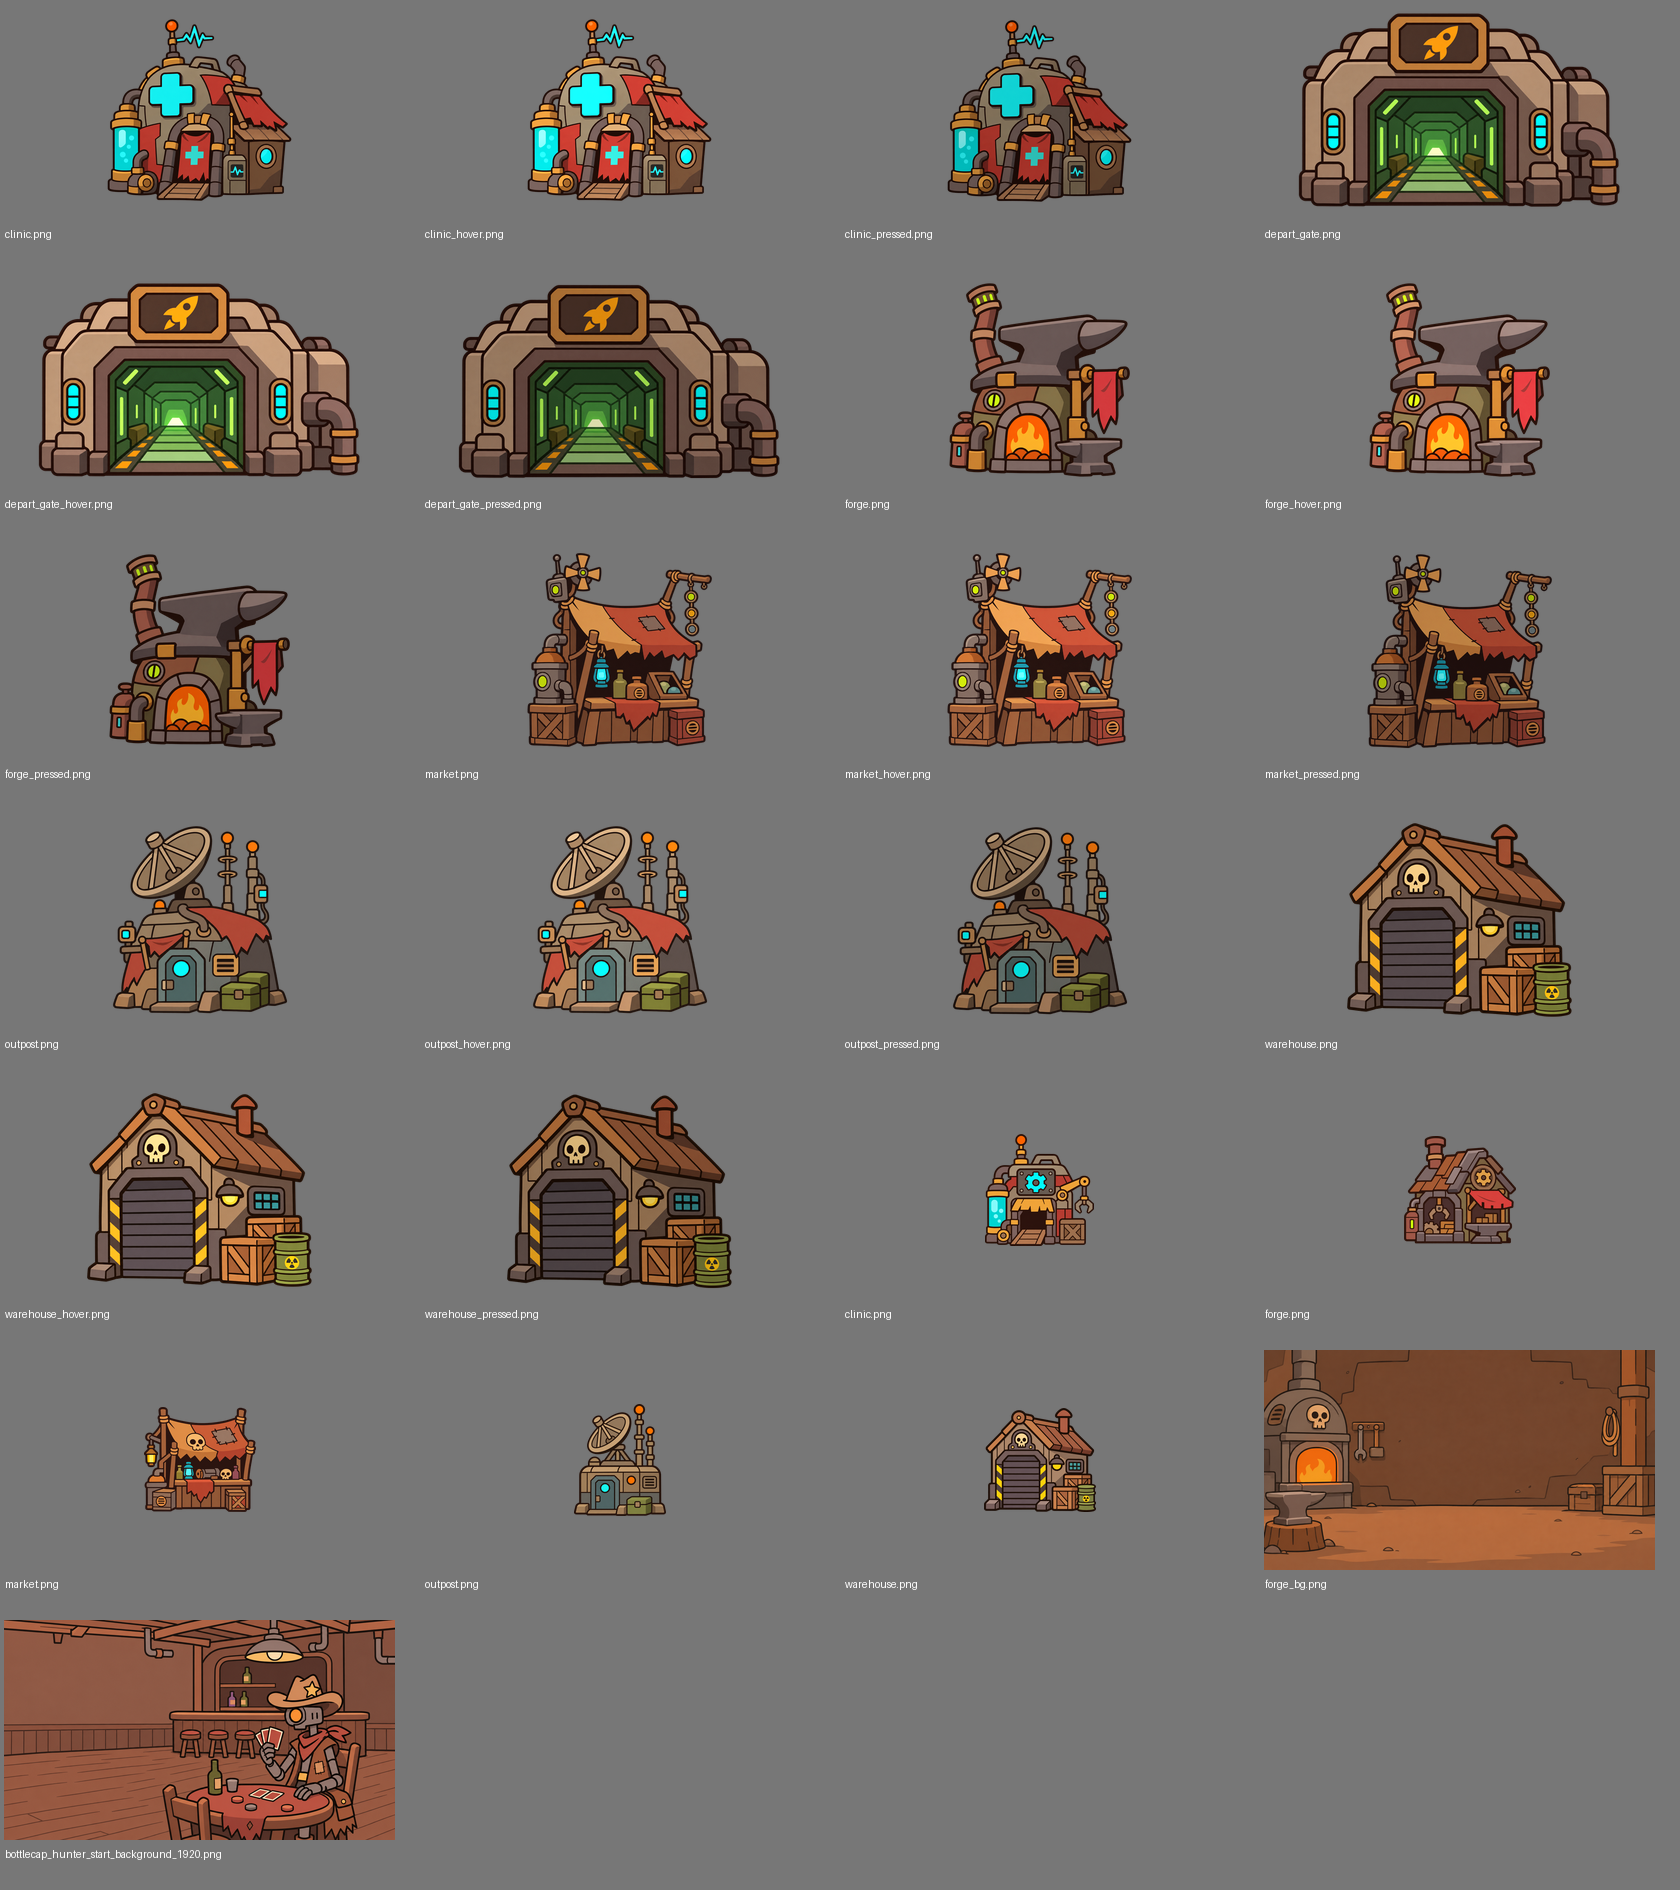 clinic.png
clinic_hover.png
clinic_pressed.png
depart_gate.png
depart_gate_hover.png
depart_gate_pressed.png
forge.png
forge_hover.png
forge_pressed.png
market.png
market_hover.png
market_pressed.png
outpost.png
outpost_hover.png
outpost_pressed.png
warehouse.png
warehouse_hover.png
warehouse_pressed.png
clinic.png
forge.png
market.png
outpost.png
warehouse.png
forge_bg.png
bottlecap_hunter_start_background_1920.png